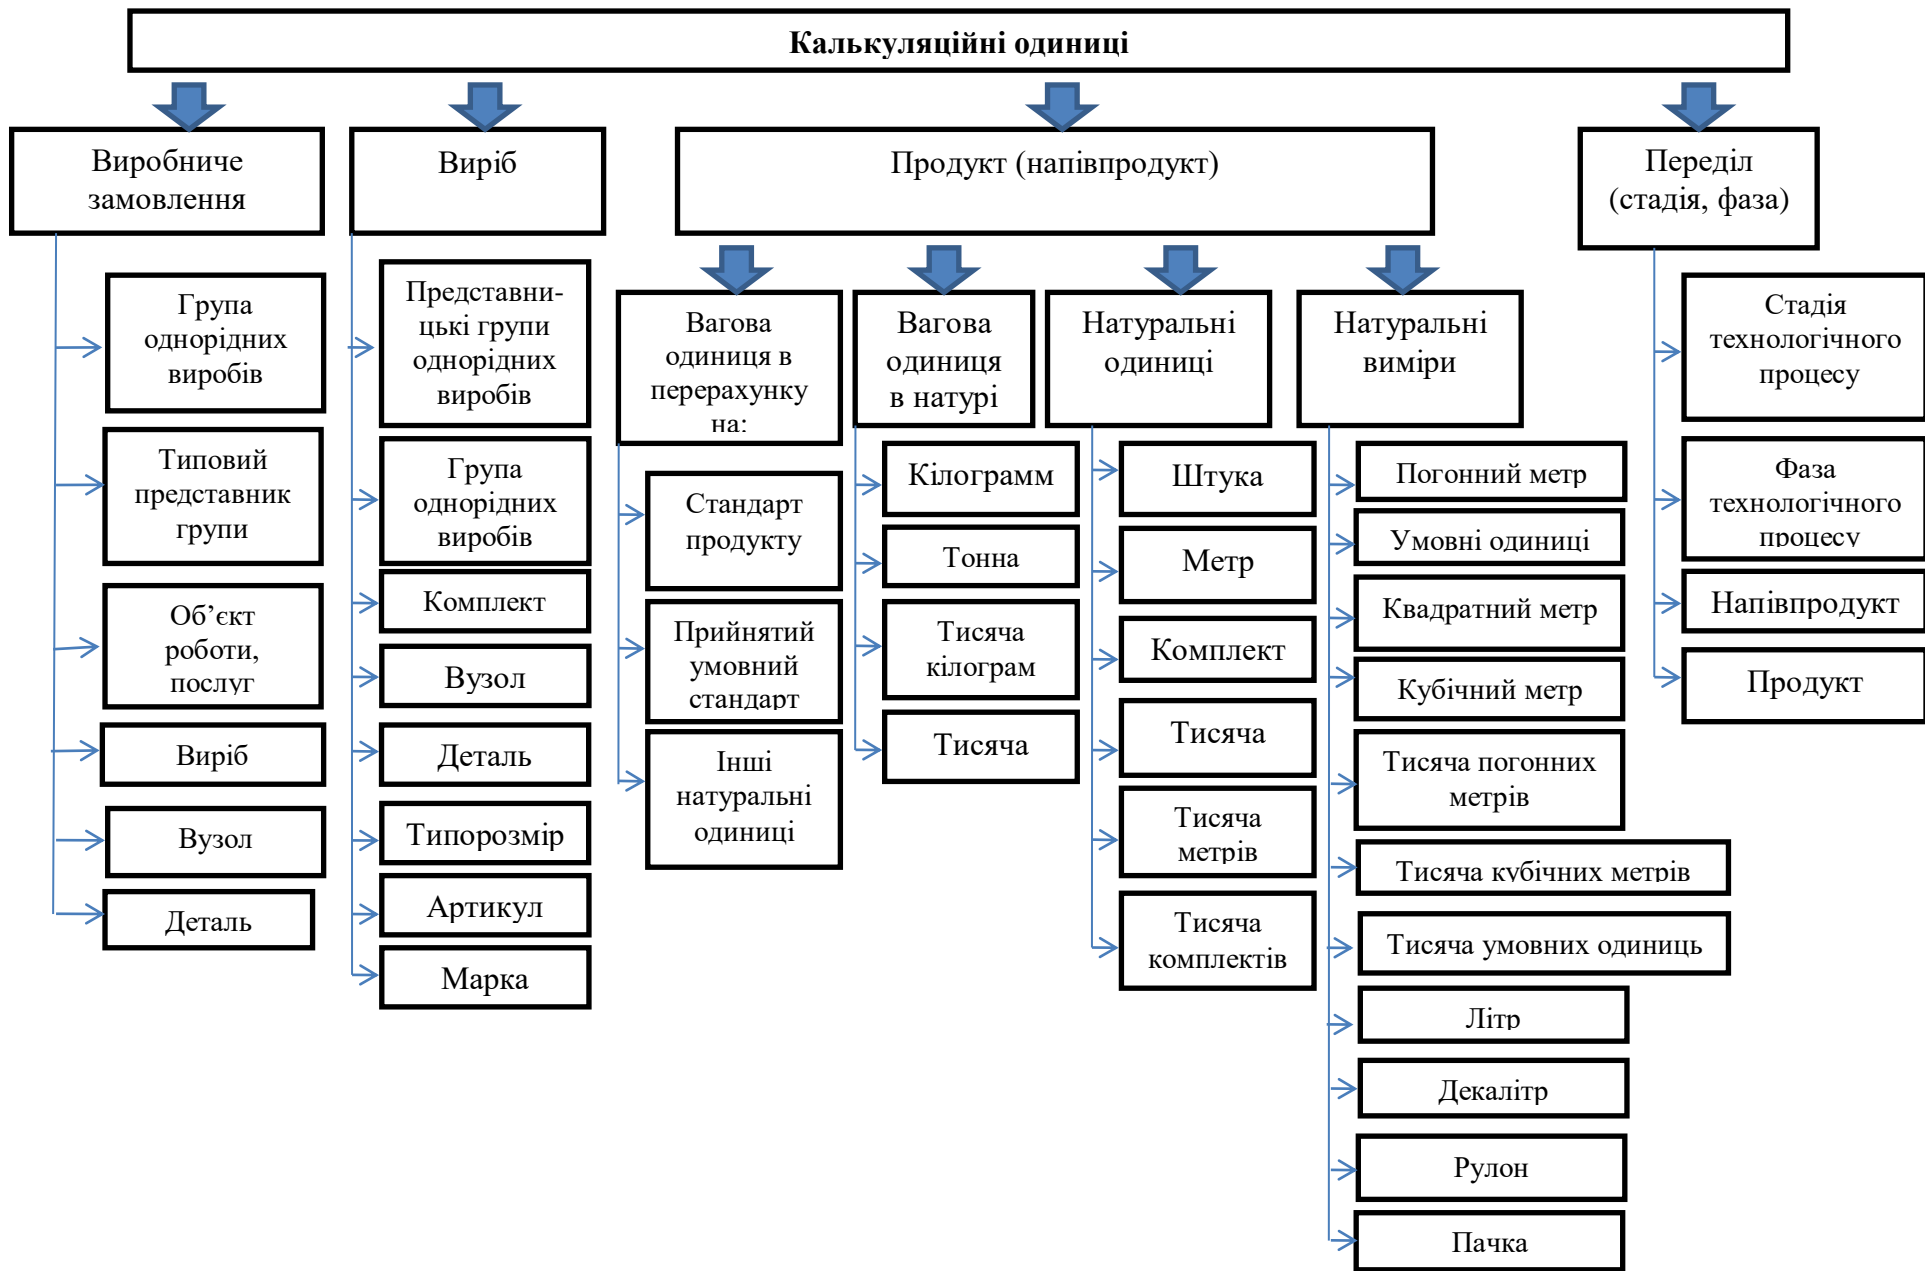 Калькуляційні одиниці
Виробниче
замовлення
Виріб
Продукт (напівпродукт)
Переділ
(стадія, фаза)
Група
однорідних
виробів
Типовий
представник
групи
Об’єкт
роботи,
послуг
Виріб
Вузол
Деталь
Представни-
цькі групи
однорідних
виробів
Група
однорідних
виробів
Комплект
Вузол
Деталь
Типорозмір
Артикул
Марка
Вагова
одиниця в
перерахунку
на:
Стандарт
продукту
Прийнятий
умовний
стандарт
Інші
натуральні
одиниці
Вагова
одиниця
в натурі
Кілограмм
Тонна
Тисяча
кілограм
Тисяча
Натуральні
одиниці
Штука
Метр
Комплект
Тисяча
Тисяча
метрів
Тисяча
комплектів
Натуральні
виміри
Погонний метр
Умовні одиниці
Квадратний метр
Кубічний метр
Тисяча погонних
метрів
Тисяча кубічних метрів
Тисяча умовних одиниць
Літр
Декалітр
Рулон
Пачка
Стадія
технологічного
процесу
Фаза
технологічного
процесу
Напівпродукт
Продукт